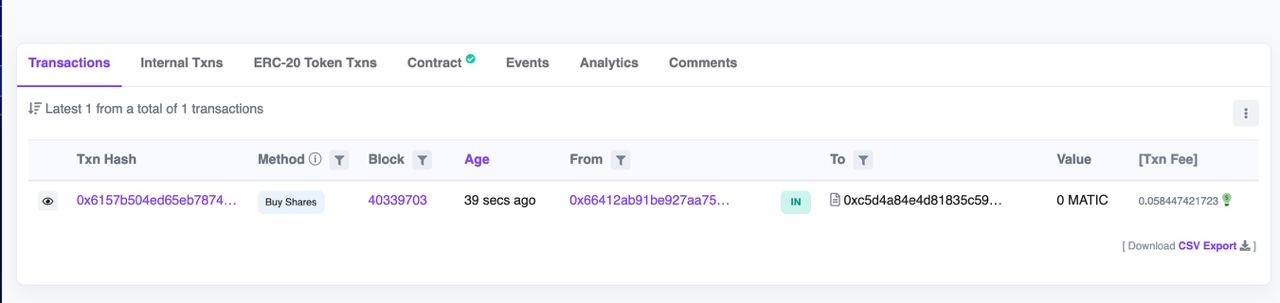 Transactions Internal Txns ERC-20 Token Txns Contract Events Analytics Comments
Latest 1 from a total of 1 transactions
Txn Hash Method Block Age From To Value [Txn Fee]
0x6157b504ed65eb7874... Buy Shares 40339703 39 secs ago 0x66412ab91be927aa75... IN 0xc5d4a84e4d81835c59... 0 MATIC 0.058447421723
[ Download CSV Export ]